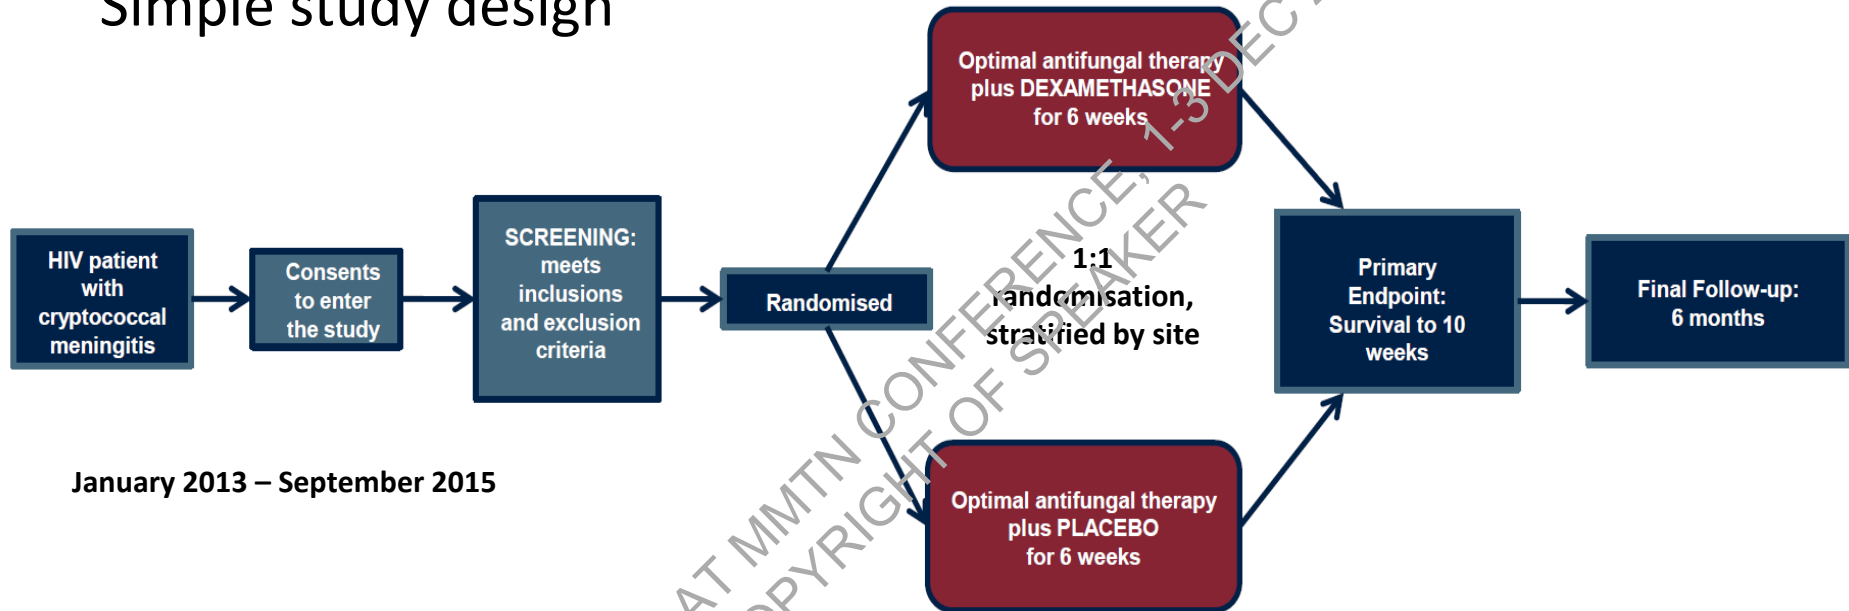 Simple study design
Optimal antifungal therapy
plus DEXAMETHASONE
for 6 weeks
HIV patient
with
cryptococcal
meningitis
Consents
to enter
the study
SCREENING:
meets
inclusions
and exclusion
criteria
Randomised
1:1
randomisation,
stratified by site
Primary
Endpoint:
Survival to 10
weeks
Final Follow-up:
6 months
January 2013 – September 2015
Optimal antifungal therapy
plus PLACEBO
for 6 weeks
AT MMTN CONFERENCE, 1-3 DEC
COPYRIGHT OF SPEAKER